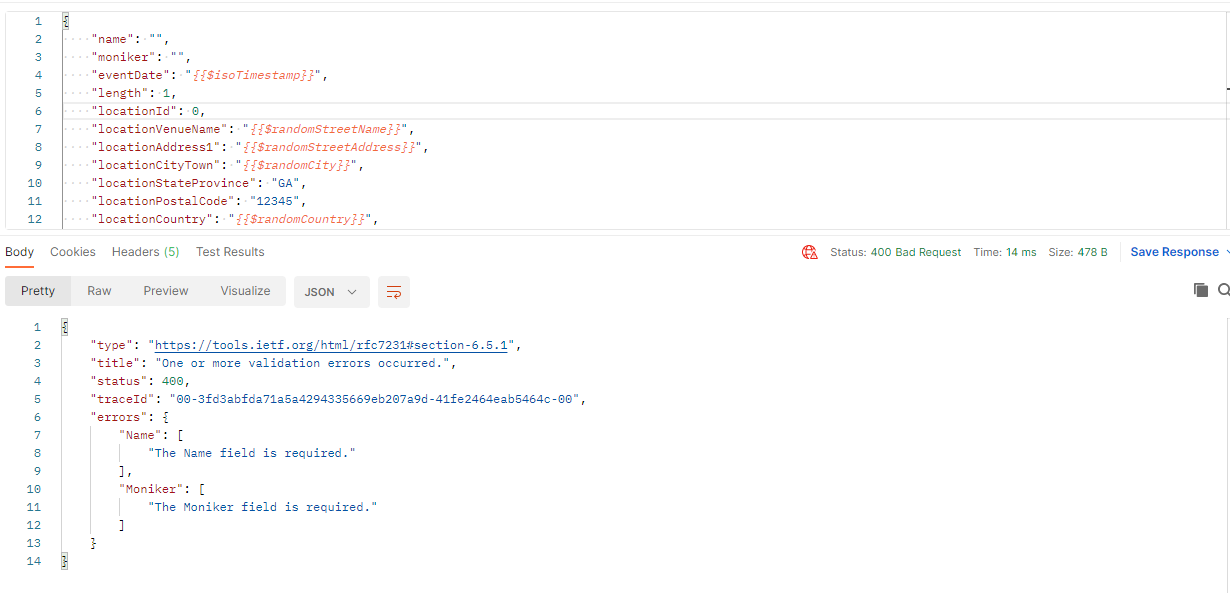 1 {
2 "name": "",
3 "moniker": "",
4 "eventDate": "{{$isoTimestamp}}",
5 "length": 1,
6 "locationId": 0,
7 "locationVenueName": "{{$randomStreetName}}",
8 "locationAddress1": "{{$randomStreetAddress}}",
9 "locationCityTown": "{{$randomCity}}",
10 "locationStateProvince": "GA",
11 "locationPostalCode": "12345",
12 "locationCountry": "{{$randomCountry}}",
Body Cookies Headers (5) Test Results Status: 400 Bad Request Time: 14 ms Size: 478 B Save Response
Pretty Raw Preview Visualize JSON
1 {
2 "type": "https://tools.ietf.org/html/rfc7231#section-6.5.1",
3 "title": "One or more validation errors occurred.",
4 "status": 400,
5 "traceId": "00-3fd3abfda71a5a4294335669eb207a9d-41fe2464eab5464c-00",
6 "errors": {
7 "Name": [
8 "The Name field is required."
9 ],
10 "Moniker": [
11 "The Moniker field is required."
12 ]
13 }
14 }